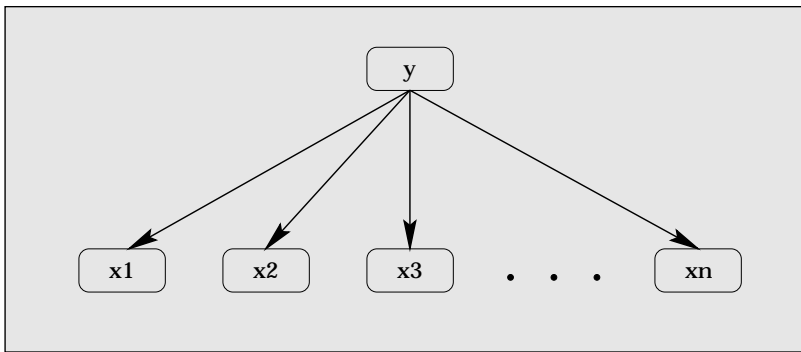 y
x1 x2 x3 . . . xn